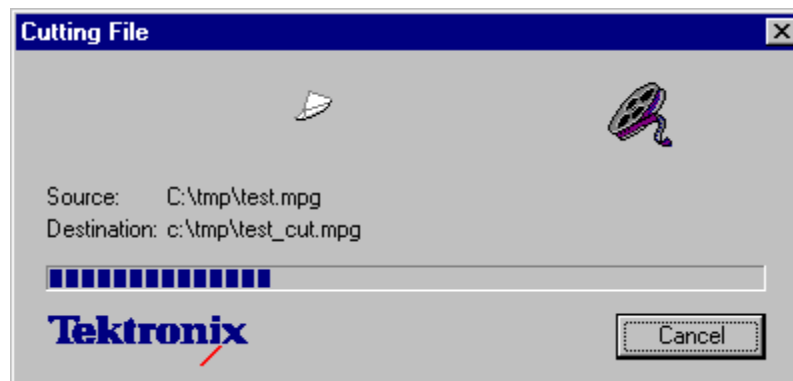 Cutting File
Source: C:\tmp\test.mpg
Destination: c:\tmp\test_cut.mpg
Tektronix
Cancel